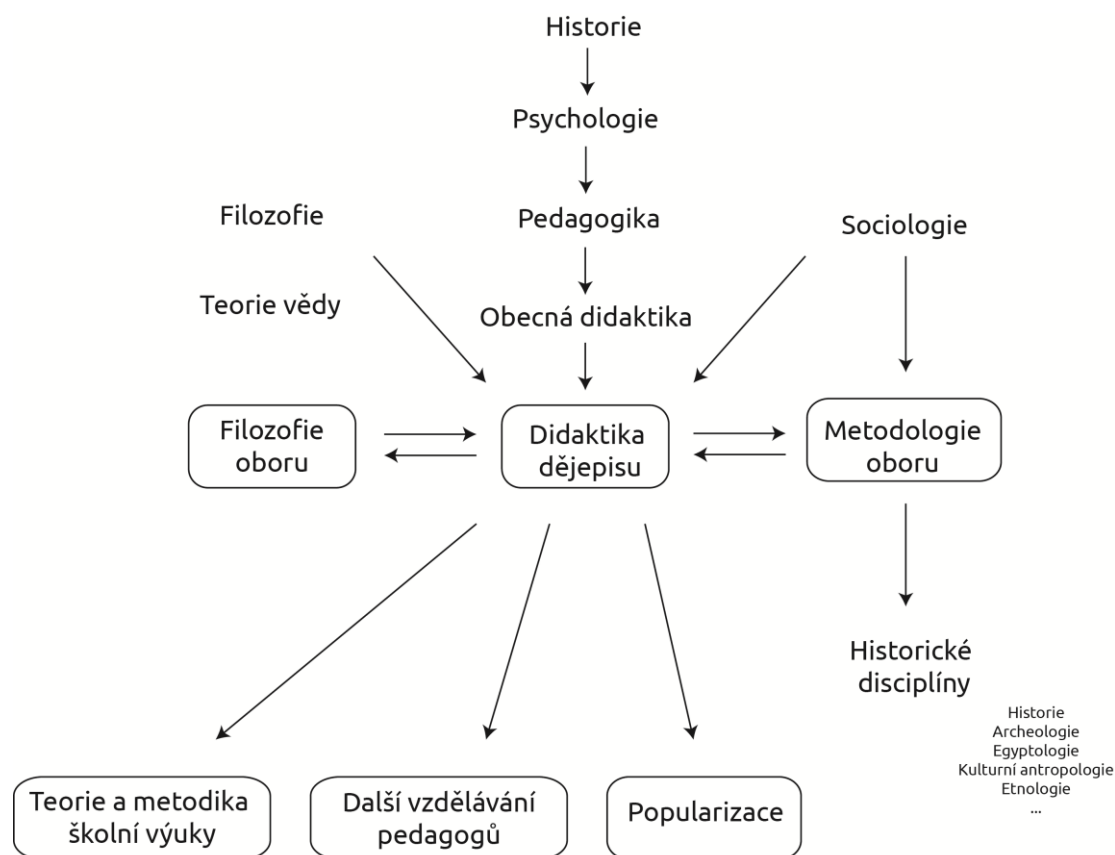 Historie
Psychologie
Filozofie
Pedagogika
Sociologie
Teorie vědy
Obecná didaktika
Filozofie
oboru
Didaktika
dějepisu
Metodologie
oboru
Historické
disciplíny
Historie
Archeologie
Egyptologie
Kulturní antropologie
Etnologie
...
Teorie a metodika
školní výuky
Další vzdělávání
pedagogů
Popularizace